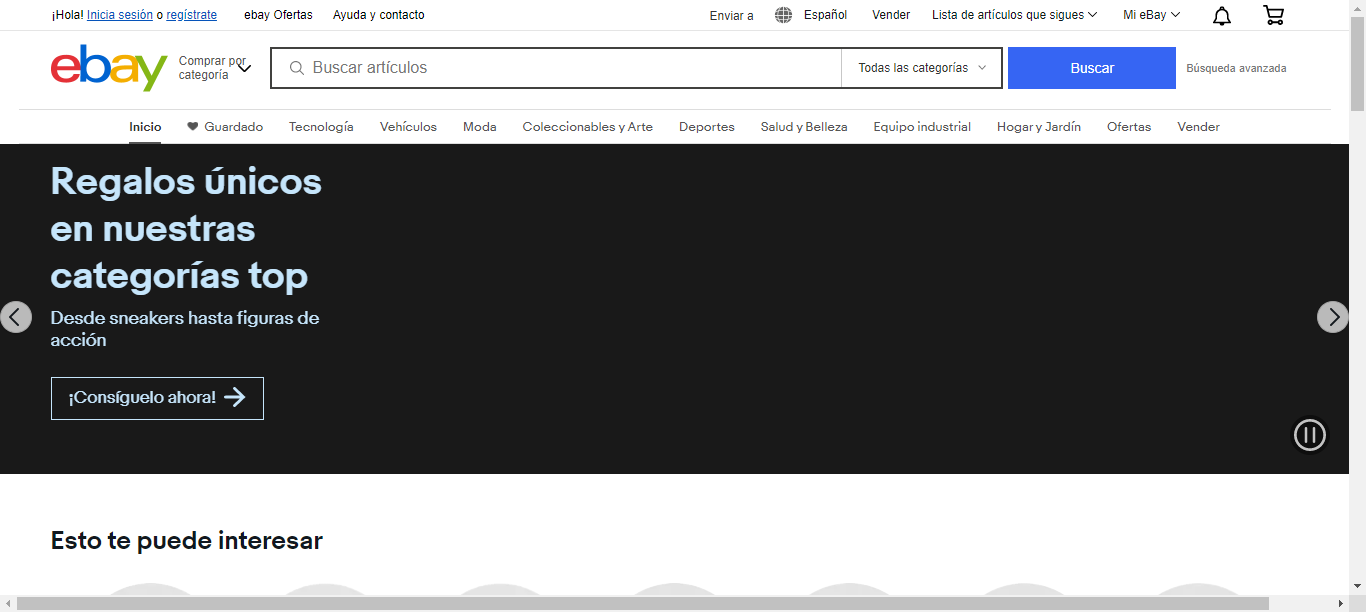 ¡Hola! Inicia sesión o regístrate ebay Ofertas Ayuda y contacto Enviar a Español Vender Lista de artículos que sigues Mi eBay
ebay Comprar por categoría Buscar artículos Todas las categorías Buscar Búsqueda avanzada
Inicio Guardado Tecnología Vehículos Moda Coleccionables y Arte Deportes Salud y Belleza Equipo industrial Hogar y Jardín Ofertas Vender
Regalos únicos
en nuestras
categorías top
Desde sneakers hasta figuras de
acción
¡Consíguelo ahora!
Esto te puede interesar